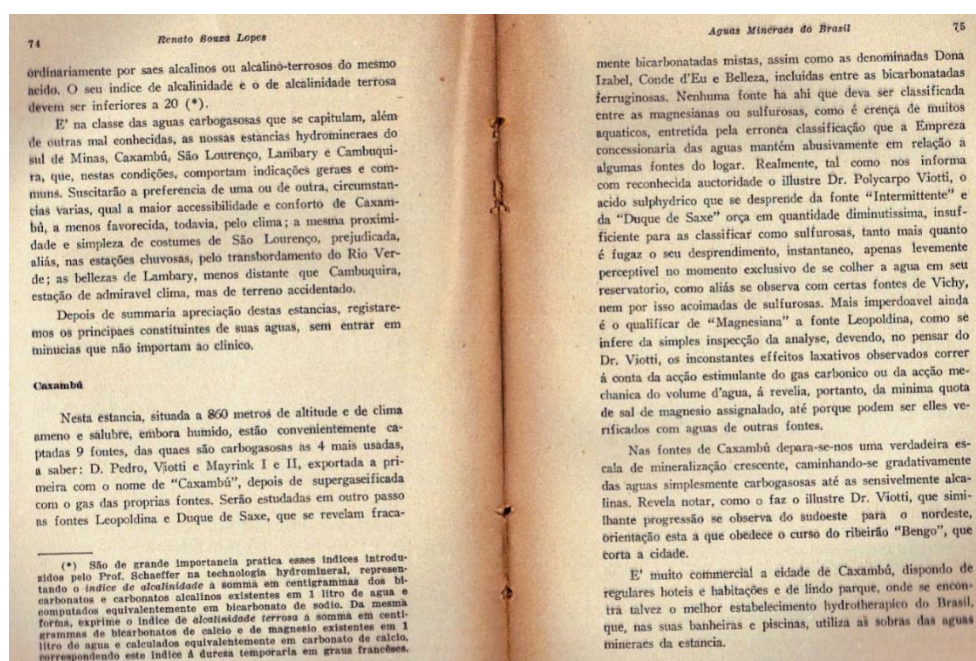 74
Renato Souza Lopes
ordinariamente por saes alcalinos ou alcalino-terrosos do mesmo
acido. O seu indice de alcalinidade e o de alcalinidade terrosa
devem ser inferiores a 20 (*).
E' na classe das aguas carbogasosas que se capitulam, além
de outras mal conhecidas, as nossas estancias hydromineraes do
sul de Minas, Caxambú, São Lourenço, Lambary e Cambuqui-
ra, que, nestas condições, comportam indicações geraes e com-
muns. Suscitarão a preferencia de uma ou de outra, circumstan-
cias varias, qual a maior accessibilidade e conforto de Caxam-
bú, a menos favorecida, todavia, pelo clima; a mesma proximi-
dade e simpleza de costumes de São Lourenço, prejudicada,
aliás, nas estações chuvosas, pelo transbordamento do Rio Ver-
de; as bellezas de Lambary, menos distante que Cambuquira,
estação de admiravel clima, mas de terreno accidentado.
Depois de summaria apreciação destas estancias, registare-
mos os principaes constituintes de suas aguas, sem entrar em
minucias que não importam ao clinico.
Caxambú
Nesta estancia, situada a 860 metros de altitude e de clima
ameno e salubre, embora humido, estão convenientemente ca-
ptadas 9 fontes, das quaes são carbogasosas as 4 mais usadas,
a saber: D. Pedro, Viotti e Mayrink I e II, exportada a pri-
meira com o nome de "Caxambú", depois de supergaseificada
com o gas das proprias fontes. Serão estudadas em outro passo
as fontes Leopoldina e Duque de Saxe, que se revelam fraca-
(*) São de grande importancia pratica esses indices introdu-
zidos pelo Prof. Schaeffer na technologia hydromineral, represen-
tando o indice de alcalinidade a somma em centigrammas dos bi-
carbonatos e carbonatos alcalinos existentes em 1 litro de agua e
computados equivalentemente em bicarbonato de sodio. Da mesma
forma, exprime o indice de alcalinidade terrosa a somma em centi-
grammas de bicarbonatos de calcio e de magnesio existentes em 1
litro de agua e calculados equivalentemente em carbonato de calcio,
correspondendo este indice á dureza temporaria em graus francêses.
Aguas Mineraes do Brasil
75
mente bicarbonatadas mistas, assim como as denominadas Dona
Izabel, Conde d'Eu e Belleza, incluidas entre as bicarbonatadas
ferruginosas. Nenhuma fonte ha ahi que deva ser classificada
entre as magnesianas ou sulfurosas, como é crença de muitos
aquaticos, entretida pela erronea classificação que a Empreza
concessionaria das aguas mantém abusivamente em relação a
algumas fontes do logar. Realmente, tal como nos informa
com reconhecida auctoridade o illustre Dr. Polycarpo Viotti, o
acido sulphydrico que se desprende da fonte "Intermittente" e
da "Duque de Saxe" orça em quantidade diminutissima, insuf-
ficiente para as classificar como sulfurosas, tanto mais quanto
é fugaz o seu desprendimento, instantaneo, apenas levemente
perceptivel no momento exclusivo de se colher a agua em seu
reservatorio, como aliás se observa com certas fontes de Vichy,
nem por isso acoimadas de sulfurosas. Mais imperdoavel ainda
é o qualificar de "Magnesiana" a fonte Leopoldina, como se
infere da simples inspecção da analyse, devendo, no pensar do
Dr. Viotti, os inconstantes effeitos laxativos observados correr
á conta da acção estimulante do gas carbonico ou da acção me-
chanica do volume d'agua, á revelia, portanto, da minima quota
de sal de magnesio assignalado, até porque podem ser elles ve-
rificados com aguas de outras fontes.
Nas fontes de Caxambú depara-se-nos uma verdadeira es-
cala de mineralização crescente, caminhando-se gradativamente
das aguas simplesmente carbogasosas até as sensivelmente alca-
linas. Revela notar, como o faz o illustre Dr. Viotti, que simi-
lhante progressão se observa do sudoeste para o nordeste,
orientação esta a que obedece o curso do ribeirão "Bengo", que
corta a cidade.
E' muito commercial a cidade de Caxambú, dispondo de
regulares hoteis e habitações e de lindo parque, onde se encon
tra talvez o melhor estabelecimento hydrotherapico do Brasil
que, nas suas banheiras e piscinas, utiliza as sobras das aguas
mineraes da estancia.